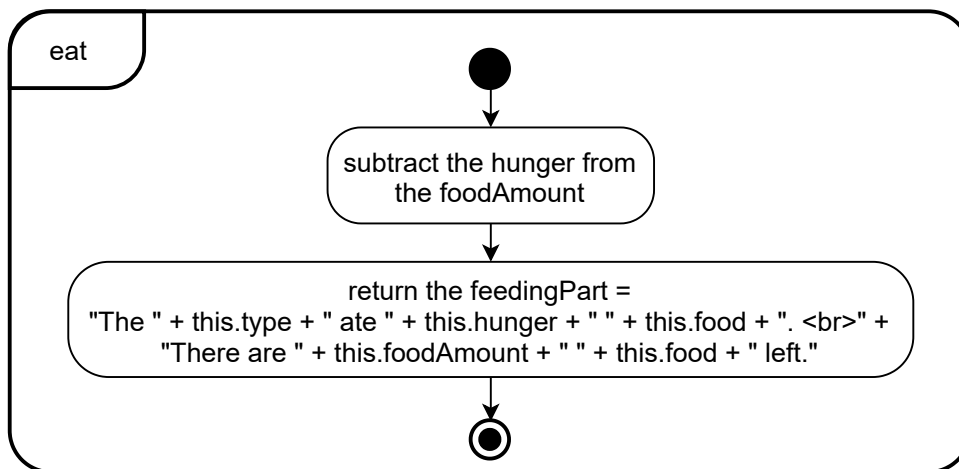 eat
subtract the hunger from
the foodAmount
return the feedingPart =
"The " + this.type + " ate " + this.hunger + " " + this.food + ". <br>" +
"There are " + this.foodAmount + " " + this.food + " left."